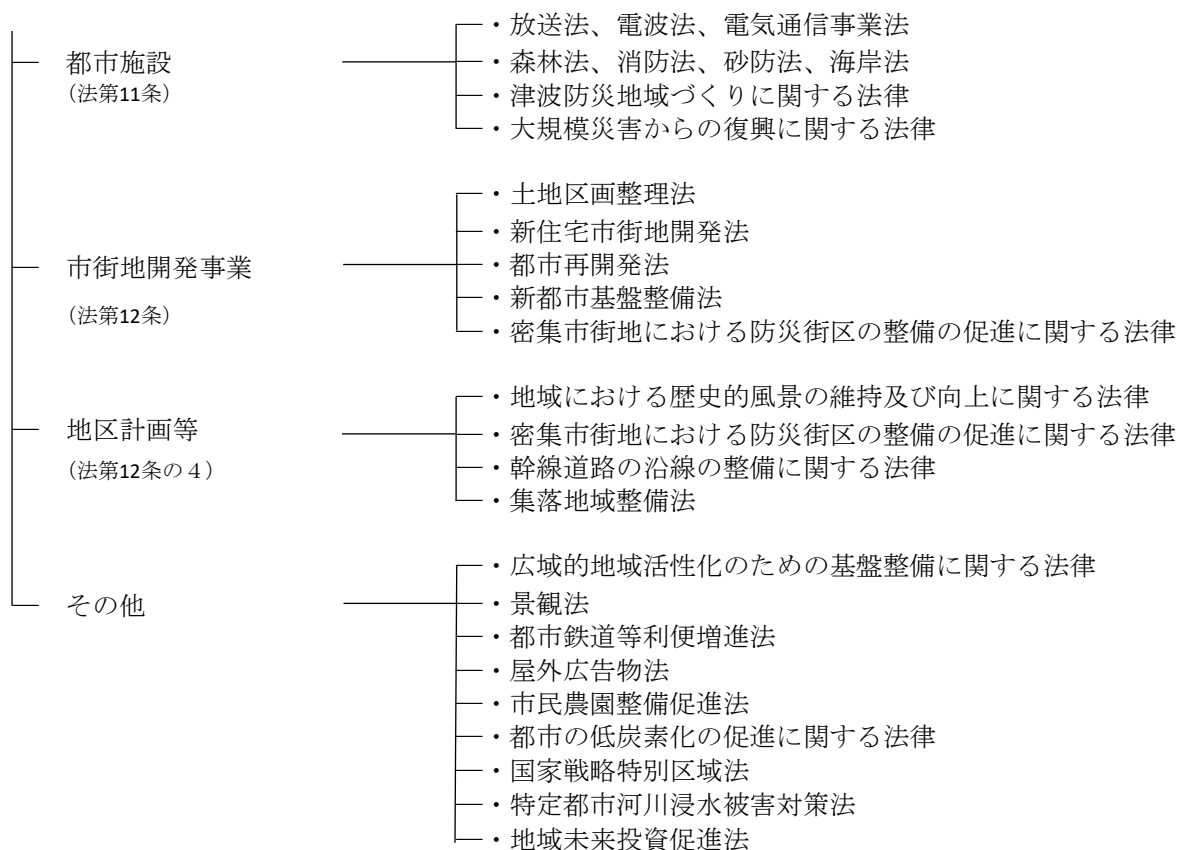 ・放送法、電波法、電気通信事業法
都市施設
・森林法、消防法、砂防法、海岸法
（法第11条）
・津波防災地域づくりに関する法律
・大規模災害からの復興に関する法律
・土地区画整理法
・新住宅市街地開発法
市街地開発事業
・都市再開発法
（法第12条）
・新都市基盤整備法
・密集市街地における防災街区の整備の促進に関する法律
・地域における歴史的風景の維持及び向上に関する法律
地区計画等
・密集市街地における防災街区の整備の促進に関する法律
（法第12条の４）
・幹線道路の沿線の整備に関する法律
・集落地域整備法
・広域的地域活性化のための基盤整備に関する法律
その他
・景観法
・都市鉄道等利便増進法
・屋外広告物法
・市民農園整備促進法
・都市の低炭素化の促進に関する法律
・国家戦略特別区域法
・特定都市河川浸水被害対策法
・地域未来投資促進法